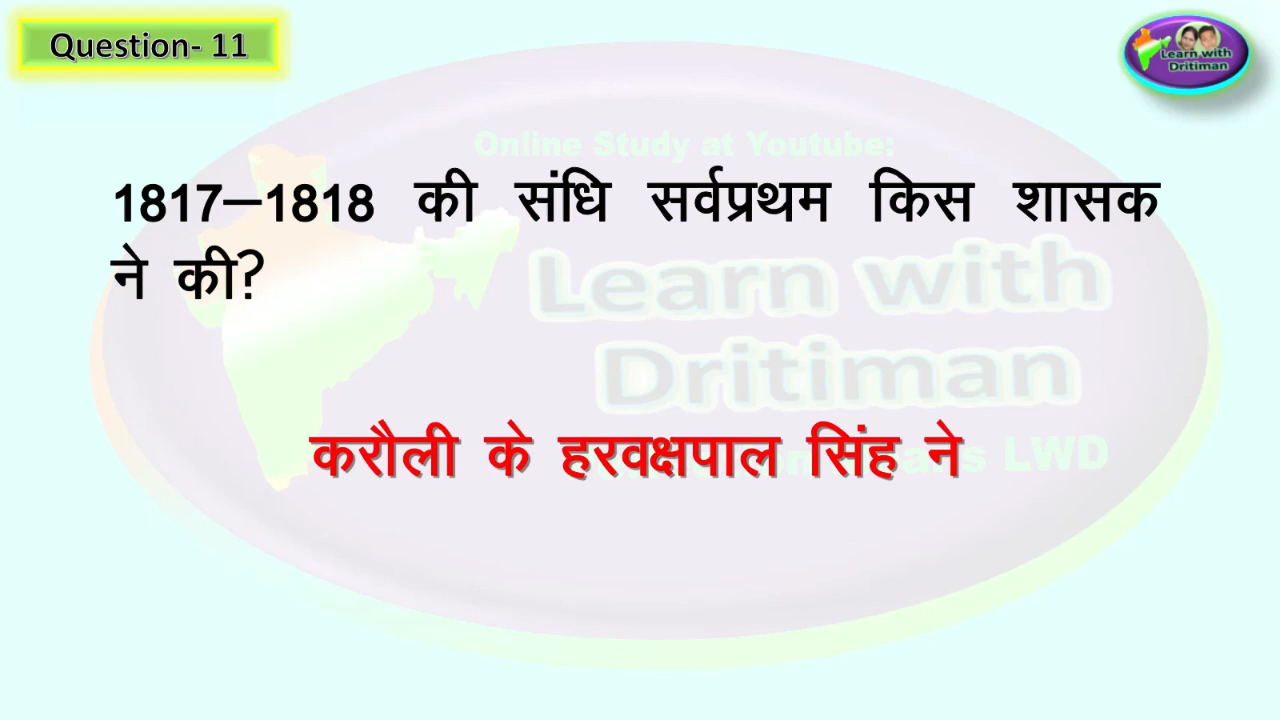 Question- 11
Learn with
Dritiman
Online Study at Youtube:
1817–1818 की संधि सर्वप्रथम किस शासक
ने की?
Learn with
Dritiman
करौली के हरवक्षपाल सिंह ने
LWD